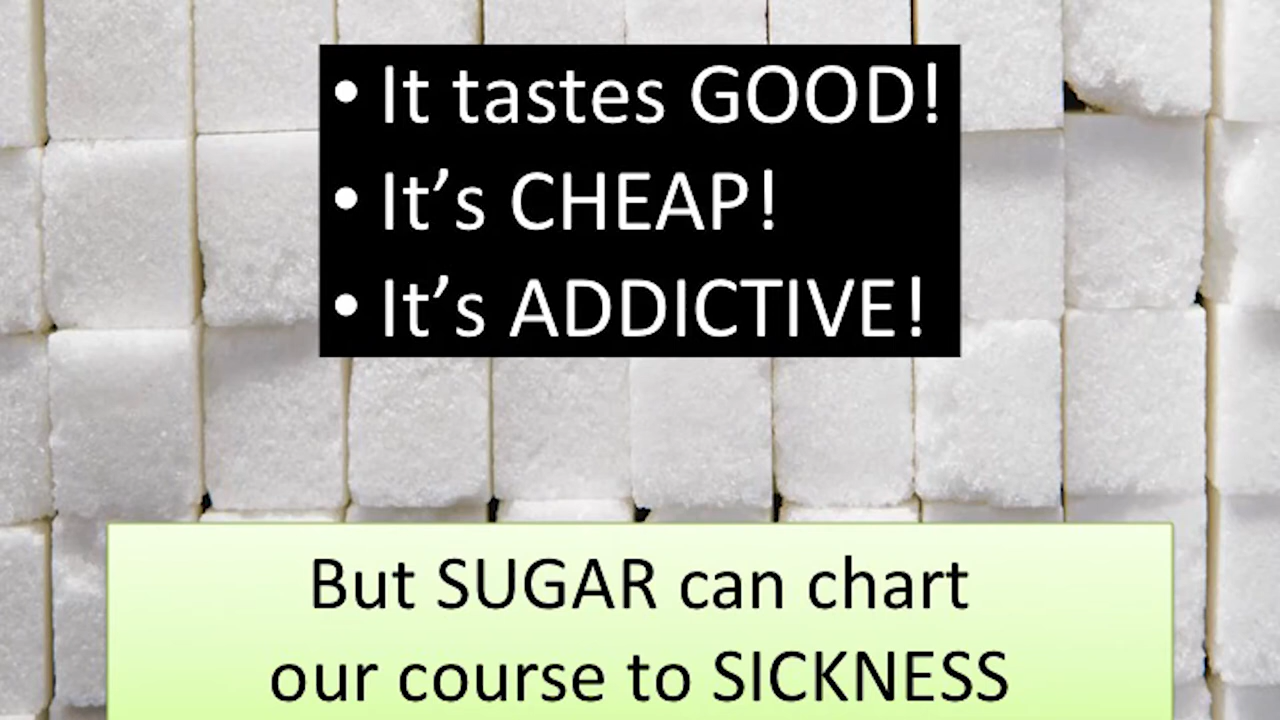 • It tastes GOOD!
• It’s CHEAP!
• It’s ADDICTIVE!
But SUGAR can chart
our course to SICKNESS